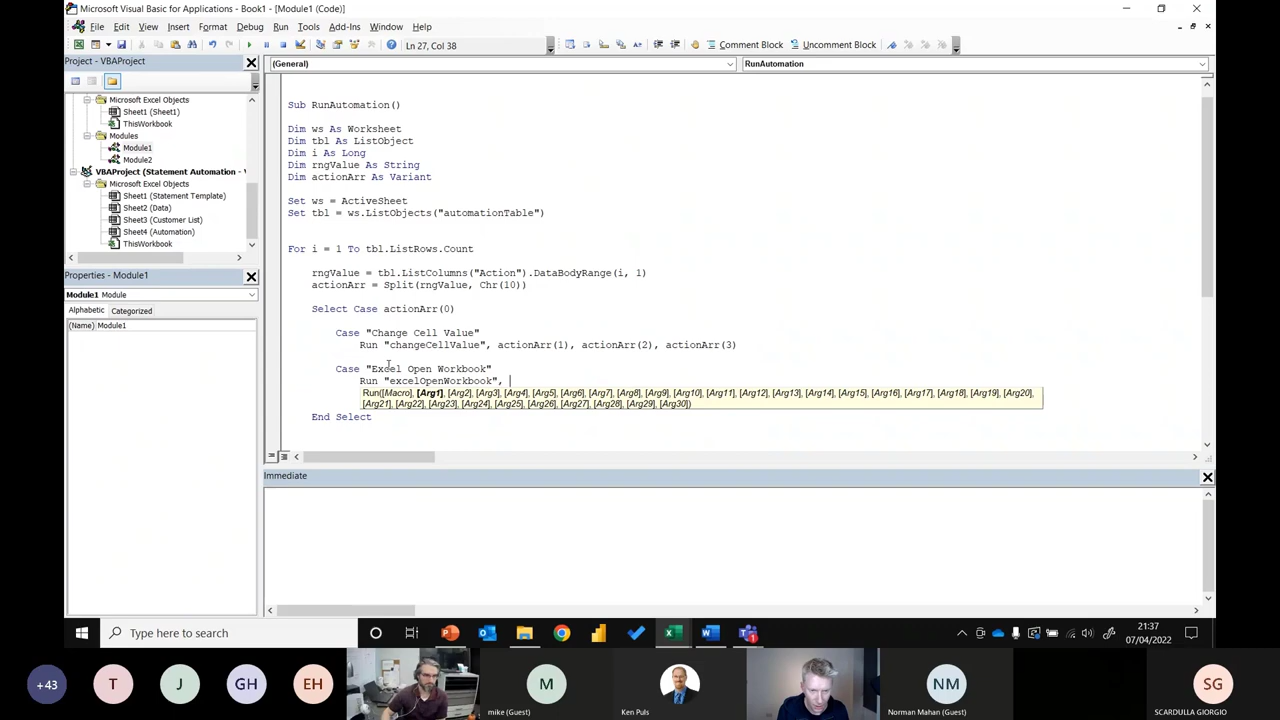 Microsoft Visual Basic for Applications - Book1 - [Module1 (Code)]
File Edit View Insert Format Debug Run Tools Add-Ins Window Help
Ln 27, Col 38
Comment Block
Uncomment Block
Project - VBAProject
(General)
RunAutomation
Microsoft Excel Objects
Sheet1 (Sheet1)
ThisWorkbook
Modules
Module1
Module2
VBAProject (Statement Automation -
Microsoft Excel Objects
Sheet1 (Statement Template)
Sheet2 (Data)
Sheet3 (Customer List)
Sheet4 (Automation)
ThisWorkbook
Properties - Module1
Module1 Module
Alphabetic Categorized
(Name) Module1
Sub RunAutomation()
Dim ws As Worksheet
Dim tbl As ListObject
Dim i As Long
Dim rngValue As String
Dim actionArr As Variant
Set ws = ActiveSheet
Set tbl = ws.ListObjects("automationTable")
For i = 1 To tbl.ListRows.Count
rngValue = tbl.ListColumns("Action").DataBodyRange(i, 1)
actionArr = Split(rngValue, Chr(10))
Select Case actionArr(0)
Case "Change Cell Value"
Run "changeCellValue", actionArr(1), actionArr(2), actionArr(3)
Case "Excel Open Workbook"
Run "excelOpenWorkbook",
Run([Macro], [Arg1], [Arg2], [Arg3], [Arg4], [Arg5], [Arg6], [Arg7], [Arg8], [Arg9], [Arg10], [Arg11], [Arg12], [Arg13], [Arg14], [Arg15], [Arg16], [Arg17], [Arg18], [Arg19], [Arg20],
[Arg21], [Arg22], [Arg23], [Arg24], [Arg25], [Arg26], [Arg27], [Arg28], [Arg29], [Arg30])
End Select
Immediate
Type here to search
21:37
07/04/2022
+43
T
J
GH
EH
M
mike (Guest)
Ken Puls
NM
Norman Mahan (Guest)
SG
SCARDULLA GIORGIO